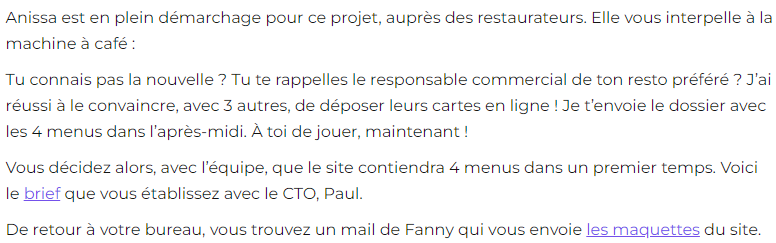 Anissa est en plein démarchage pour ce projet, auprès des restaurateurs. Elle vous interpelle à la
machine à café :
Tu connais pas la nouvelle ? Tu te rappelles le responsable commercial de ton resto préféré ? J’ai
réussi à le convaincre, avec 3 autres, de déposer leurs cartes en ligne ! Je t’envoie le dossier avec
les 4 menus dans l’après-midi. À toi de jouer, maintenant !
Vous décidez alors, avec l’équipe, que le site contiendra 4 menus dans un premier temps. Voici
le brief que vous établissez avec le CTO, Paul.
De retour à votre bureau, vous trouvez un mail de Fanny qui vous envoie les maquettes du site.